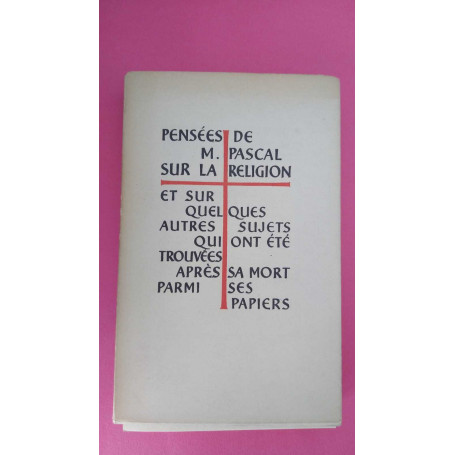 PENSÉES DE
M. PASCAL
SUR LA RELIGION
ET SUR
QUELQUES
AUTRES SUJETS
QUI ONT ÉTÉ
TROUVÉES
APRÈS SA MORT
PARMI SES
PAPIERS